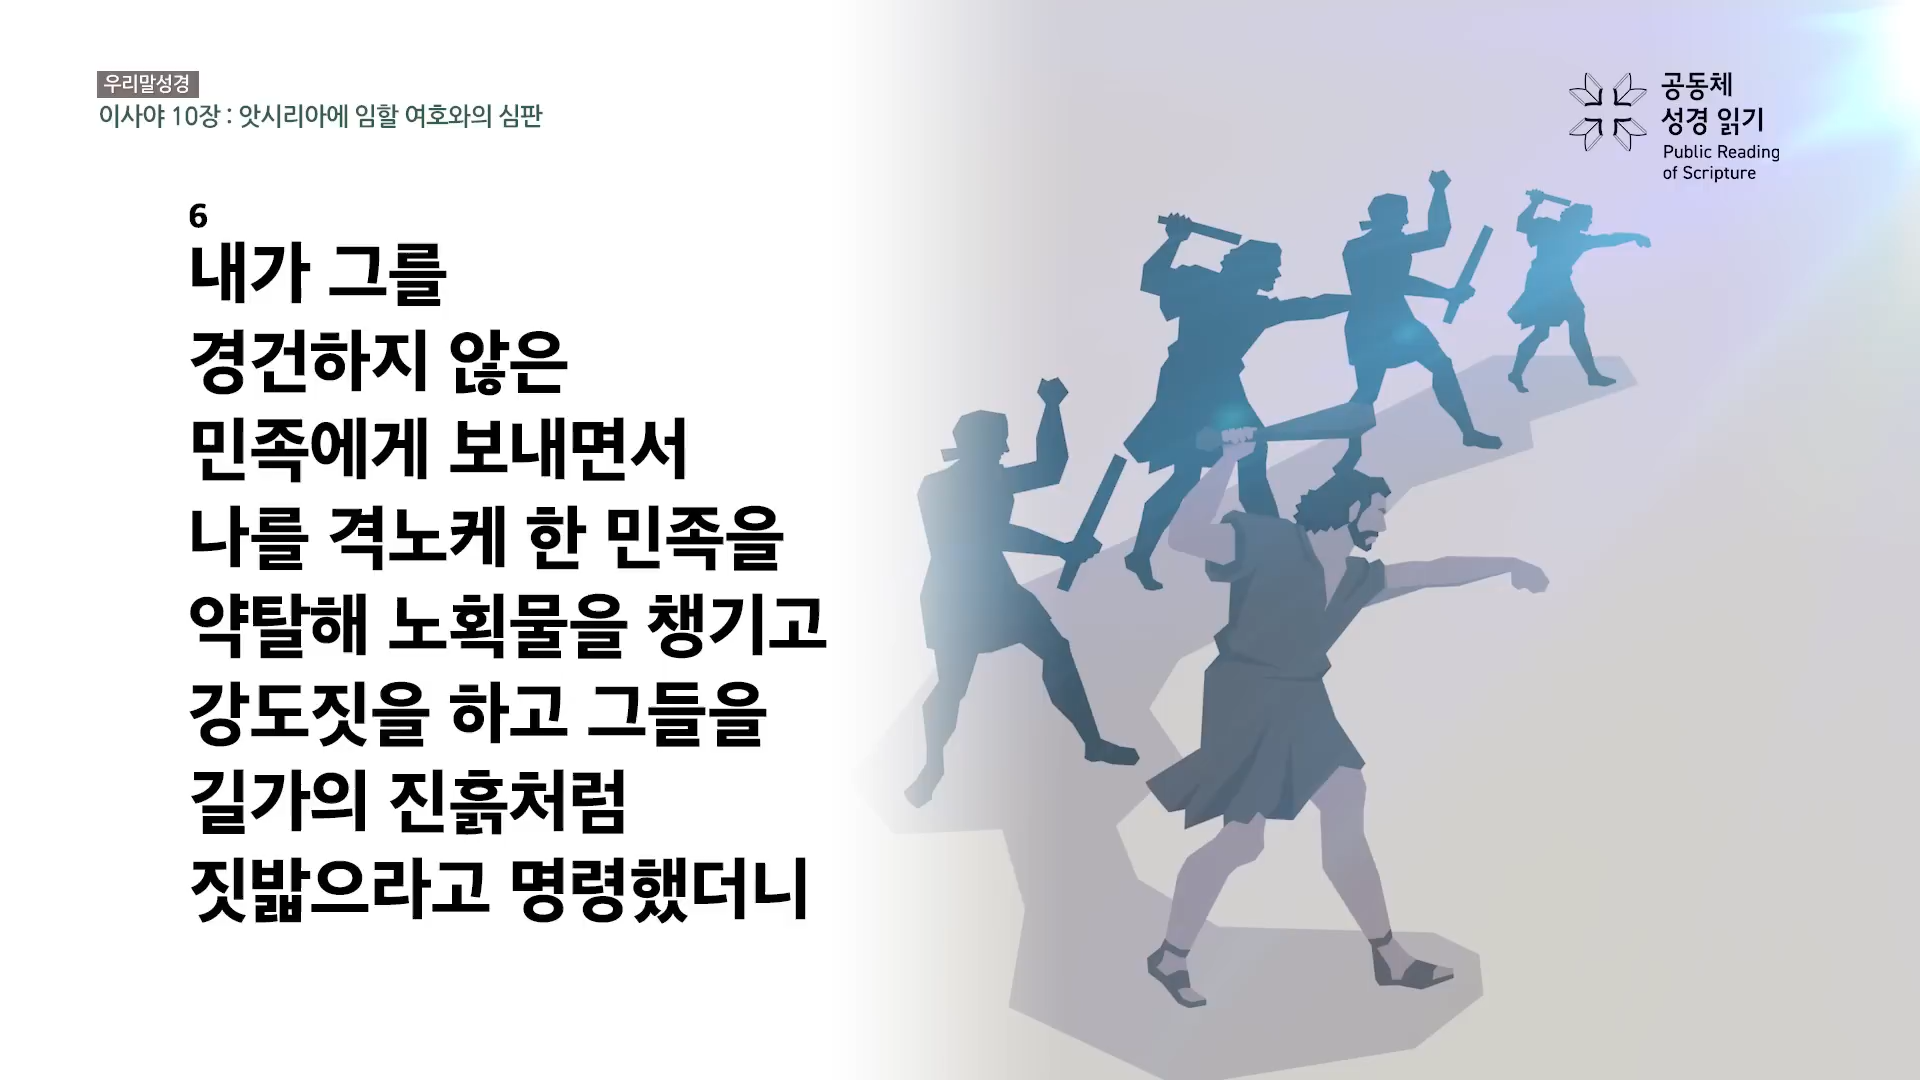 우리말성경
이사야 10장 : 앗시리아에 임할 여호와의 심판
공동체
성경 읽기
Public Reading
of Scripture
6
내가 그를
경건하지 않은
민족에게 보내면서
나를 격노케 한 민족을
약탈해 노획물을 챙기고
강도짓을 하고 그들을
길가의 진흙처럼
짓밟으라고 명령했더니